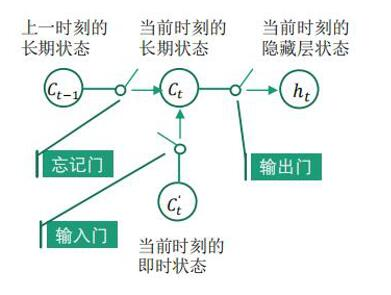 上一时刻的
长期状态
当前时刻的
长期状态
当前时刻的
隐藏层状态
C_{t-1}
C_t
h_t
忘记门
输出门
C'_t
输入门
当前时刻的
即时状态